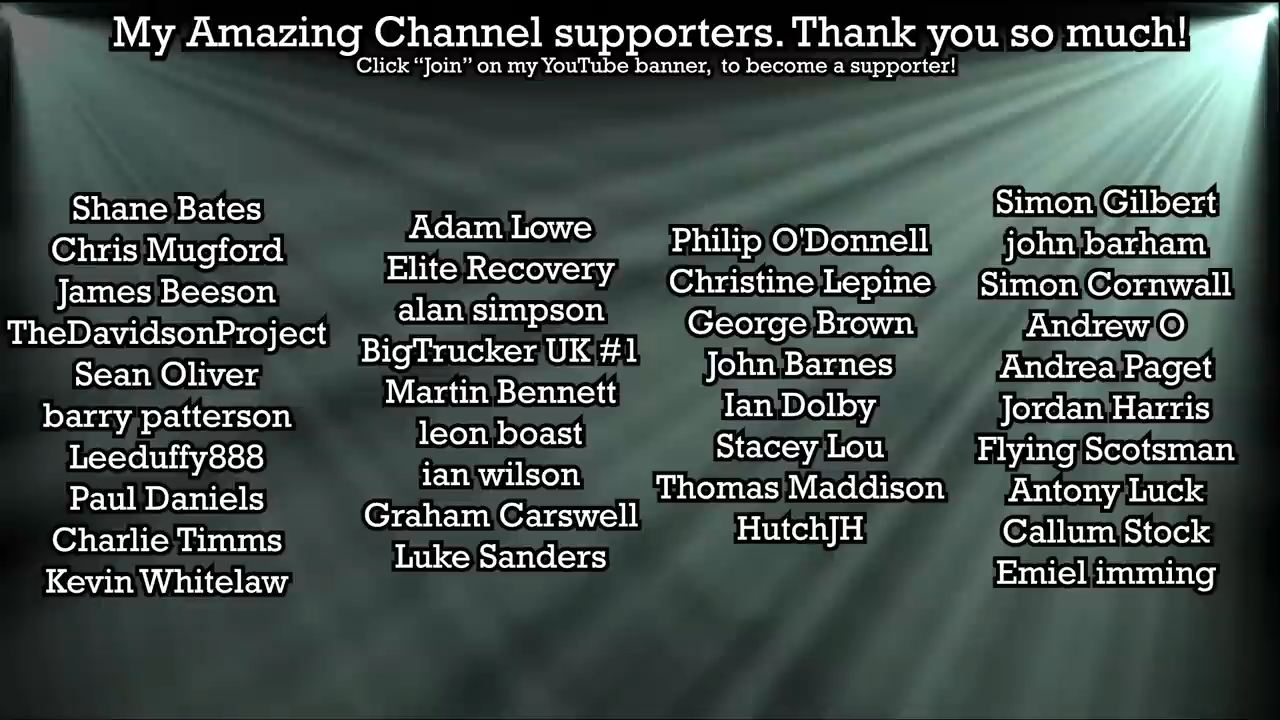 My Amazing Channel supporters. Thank you so much!
Click “Join” on my YouTube banner, to become a supporter!
Shane Bates
Chris Mugford
James Beeson
TheDavidsonProject
Sean Oliver
barry patterson
Leeduffy888
Paul Daniels
Charlie Timms
Kevin Whitelaw
Adam Lowe
Elite Recovery
alan simpson
BigTrucker UK #1
Martin Bennett
leon boast
ian wilson
Graham Carswell
Luke Sanders
Philip O'Donnell
Christine Lepine
George Brown
John Barnes
Ian Dolby
Stacey Lou
Thomas Maddison
HutchJH
Simon Gilbert
john barham
Simon Cornwall
Andrew O
Andrea Paget
Jordan Harris
Flying Scotsman
Antony Luck
Callum Stock
Emiel imming